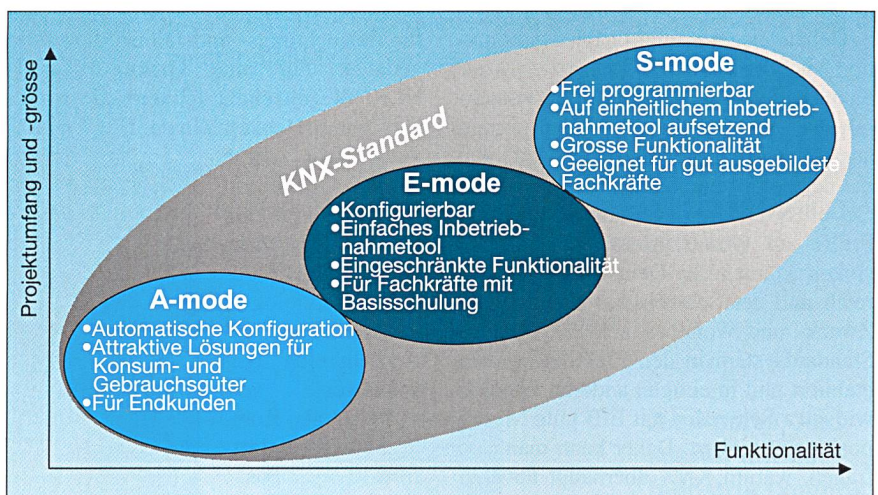 Projektumfang und -grösse
KNX-Standard
S-mode
•Frei programmierbar
•Auf einheitlichem Inbetrieb-
nahmetool aufsetzend
•Grosse Funktionalität
•Geeignet für gut ausgebildete
Fachkräfte
E-mode
•Konfigurierbar
•Einfaches Inbetrieb-
nahmetool
•Eingeschränkte Funktionalität
•Für Fachkräfte mit
Basisschulung
A-mode
•Automatische Konfiguration
•Attraktive Lösungen für
Konsum- und
Gebrauchsgüter
•Für Endkunden
Funktionalität